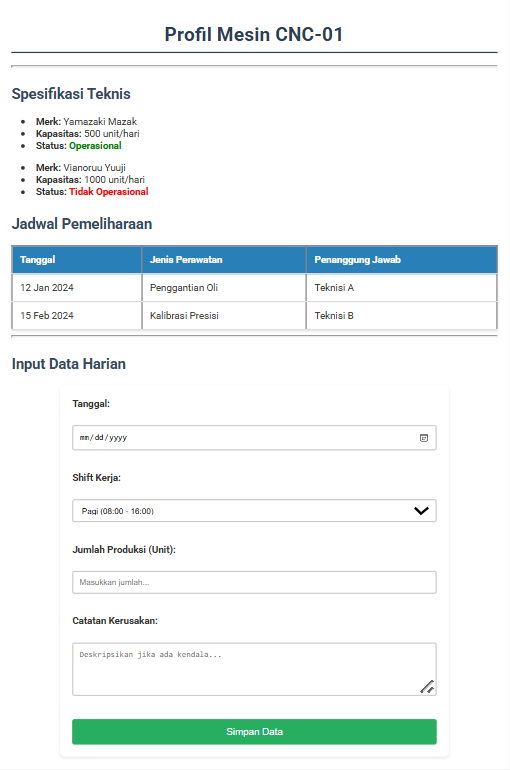 Profil Mesin CNC-01
Spesifikasi Teknis
Merk: Yamazaki Mazak
Kapasitas: 500 unit/hari
Status: Operasional
Merk: Vianoruu Yuuji
Kapasitas: 1000 unit/hari
Status: Tidak Operasional
Jadwal Pemeliharaan
Tanggal Jenis Perawatan Penanggung Jawab
12 Jan 2024 Penggantian Oli Teknisi A
15 Feb 2024 Kalibrasi Presisi Teknisi B
Input Data Harian
Tanggal:
mm/dd/yyyy
Shift Kerja:
Pagi (08:00 - 16:00)
Jumlah Produksi (Unit):
Masukkan jumlah...
Catatan Kerusakan:
Deskripsikan jika ada kendala...
Simpan Data